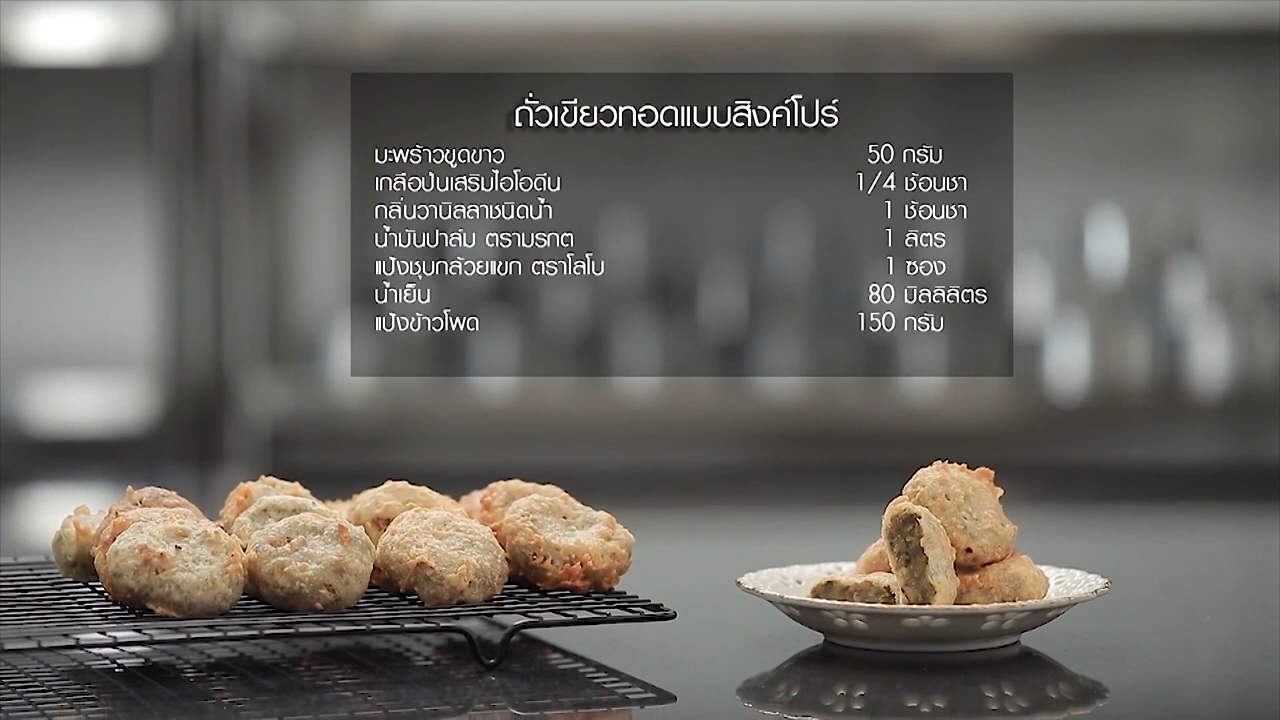 ถั่วเขียวทอดแบบสิงค์โปร์
มะพร้าวขูดขาว 50 กรัม
เกลือป่นเสริมไอโอดีน 1/4 ช้อนชา
กลิ่นวานิลลาชนิดน้ำ 1 ช้อนชา
น้ำมันปาล์ม ตรามรกต 1 ลิตร
แป้งชุบกล้วยแขก ตราโลโบ 1 ซอง
น้ำเย็น 80 มิลลิลิตร
แป้งข้าวโพด 150 กรัม